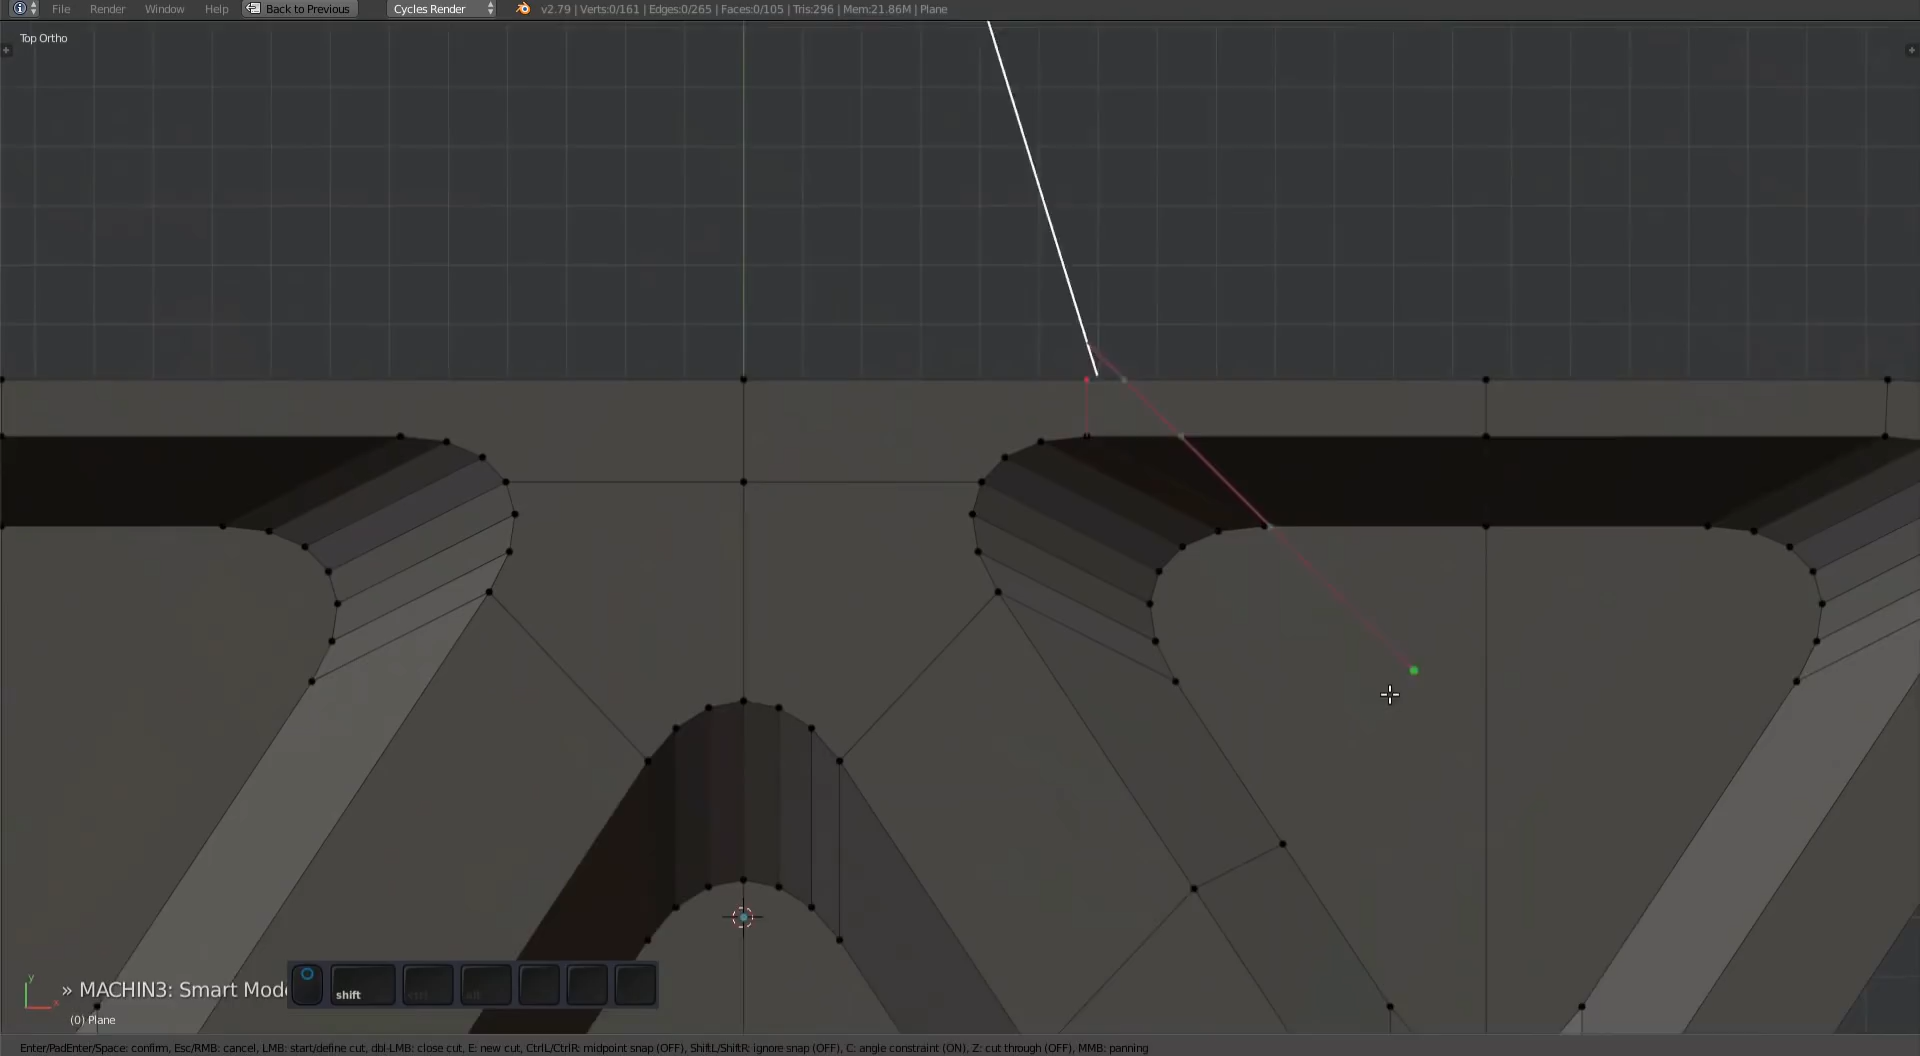 File Render Window Help Back to Previous Cycles Render v2.79 | Verts:0/161 | Edges:0/265 | Faces:0/105 | Tris:296 | Mem:21.86M | Plane
Top Ortho
y
x
» MACHIN3: Smart Mod
shift ctrl alt
(0) Plane
Enter/PadEnter/Space: confirm, Esc/RMB: cancel, LMB: start/define cut, dbl-LMB: close cut, E: new cut, CtrlL/CtrlR: midpoint snap (OFF), ShiftL/ShiftR: ignore snap (OFF), C: angle constraint (ON), Z: cut through (OFF), MMB: panning